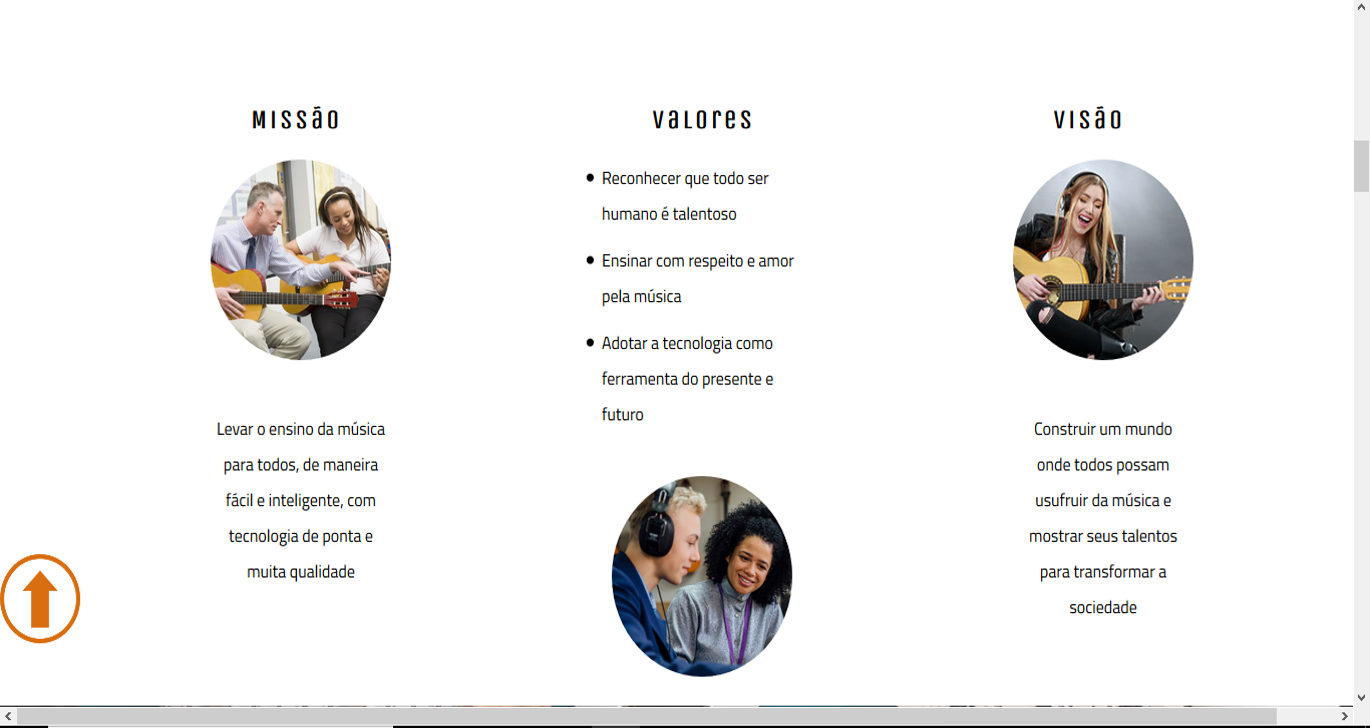 Missão
Levar o ensino da música
para todos, de maneira
fácil e inteligente, com
tecnologia de ponta e
muita qualidade
Valores
Reconhecer que todo ser
humano é talentoso
Ensinar com respeito e amor
pela música
Adotar a tecnologia como
ferramenta do presente e
futuro
Visão
Construir um mundo
onde todos possam
usufruir da música e
mostrar seus talentos
para transformar a
sociedade